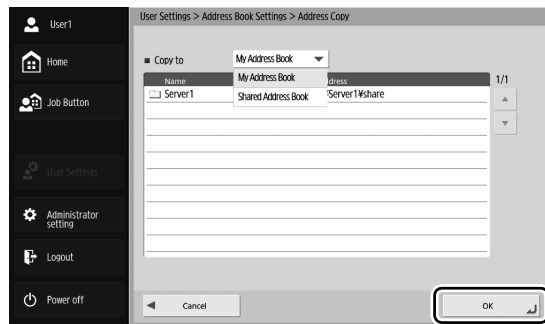 User1
User Settings > Address Book Settings > Address Copy
Home
Job Button
User Settings
Administrator
setting
Logout
Power off
■ Copy to
My Address Book
Name
My Address Book
Shared Address Book
Server1
Server1¥share
1/1
Cancel
OK